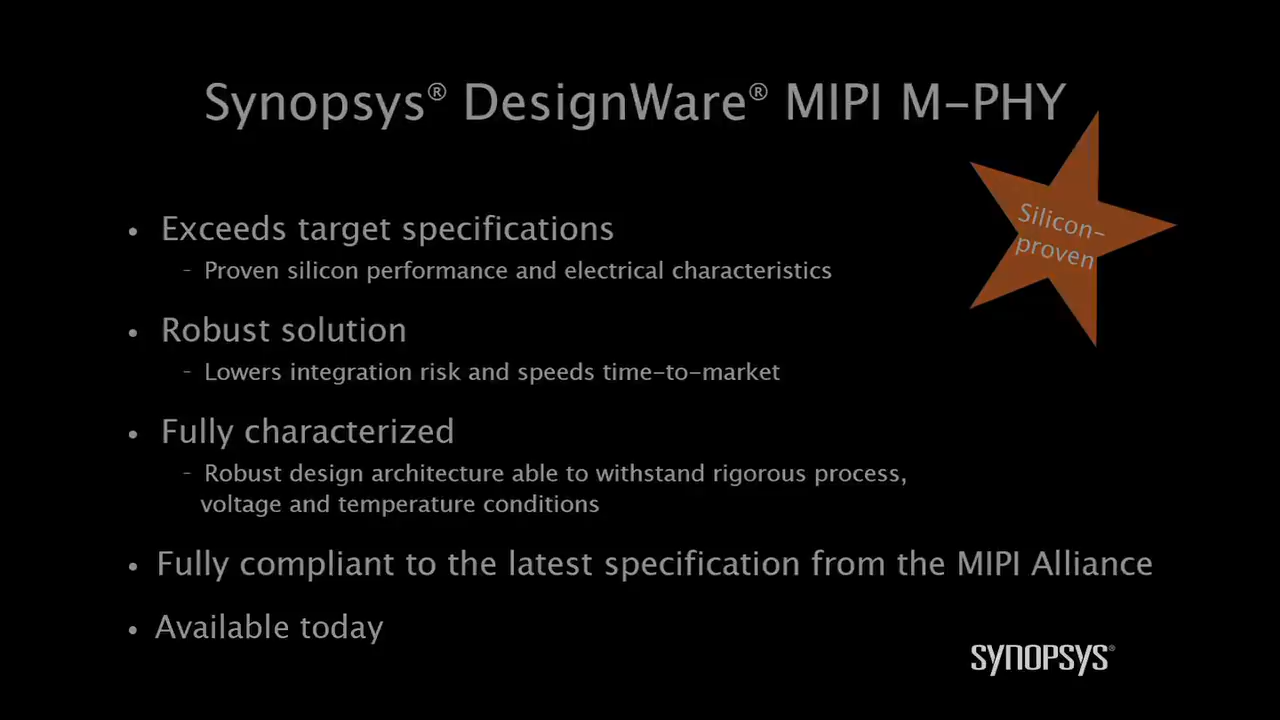 Synopsys® DesignWare® MIPI M-PHY
Silicon-
proven
• Exceeds target specifications
- Proven silicon performance and electrical characteristics
• Robust solution
- Lowers integration risk and speeds time-to-market
• Fully characterized
- Robust design architecture able to withstand rigorous process,
voltage and temperature conditions
• Fully compliant to the latest specification from the MIPI Alliance
• Available today
SYNOPSYS®